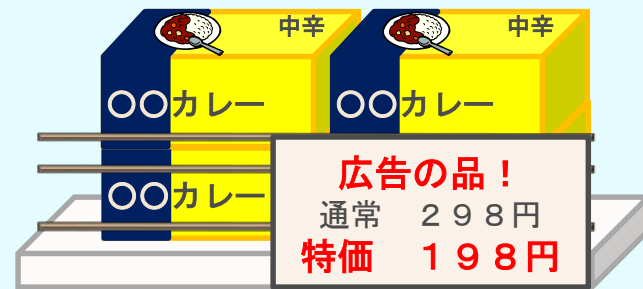 中辛
中辛
〇〇カレー
〇〇カレー
〇〇カレー
広告の品！
通常　２９８円
特価　１９８円